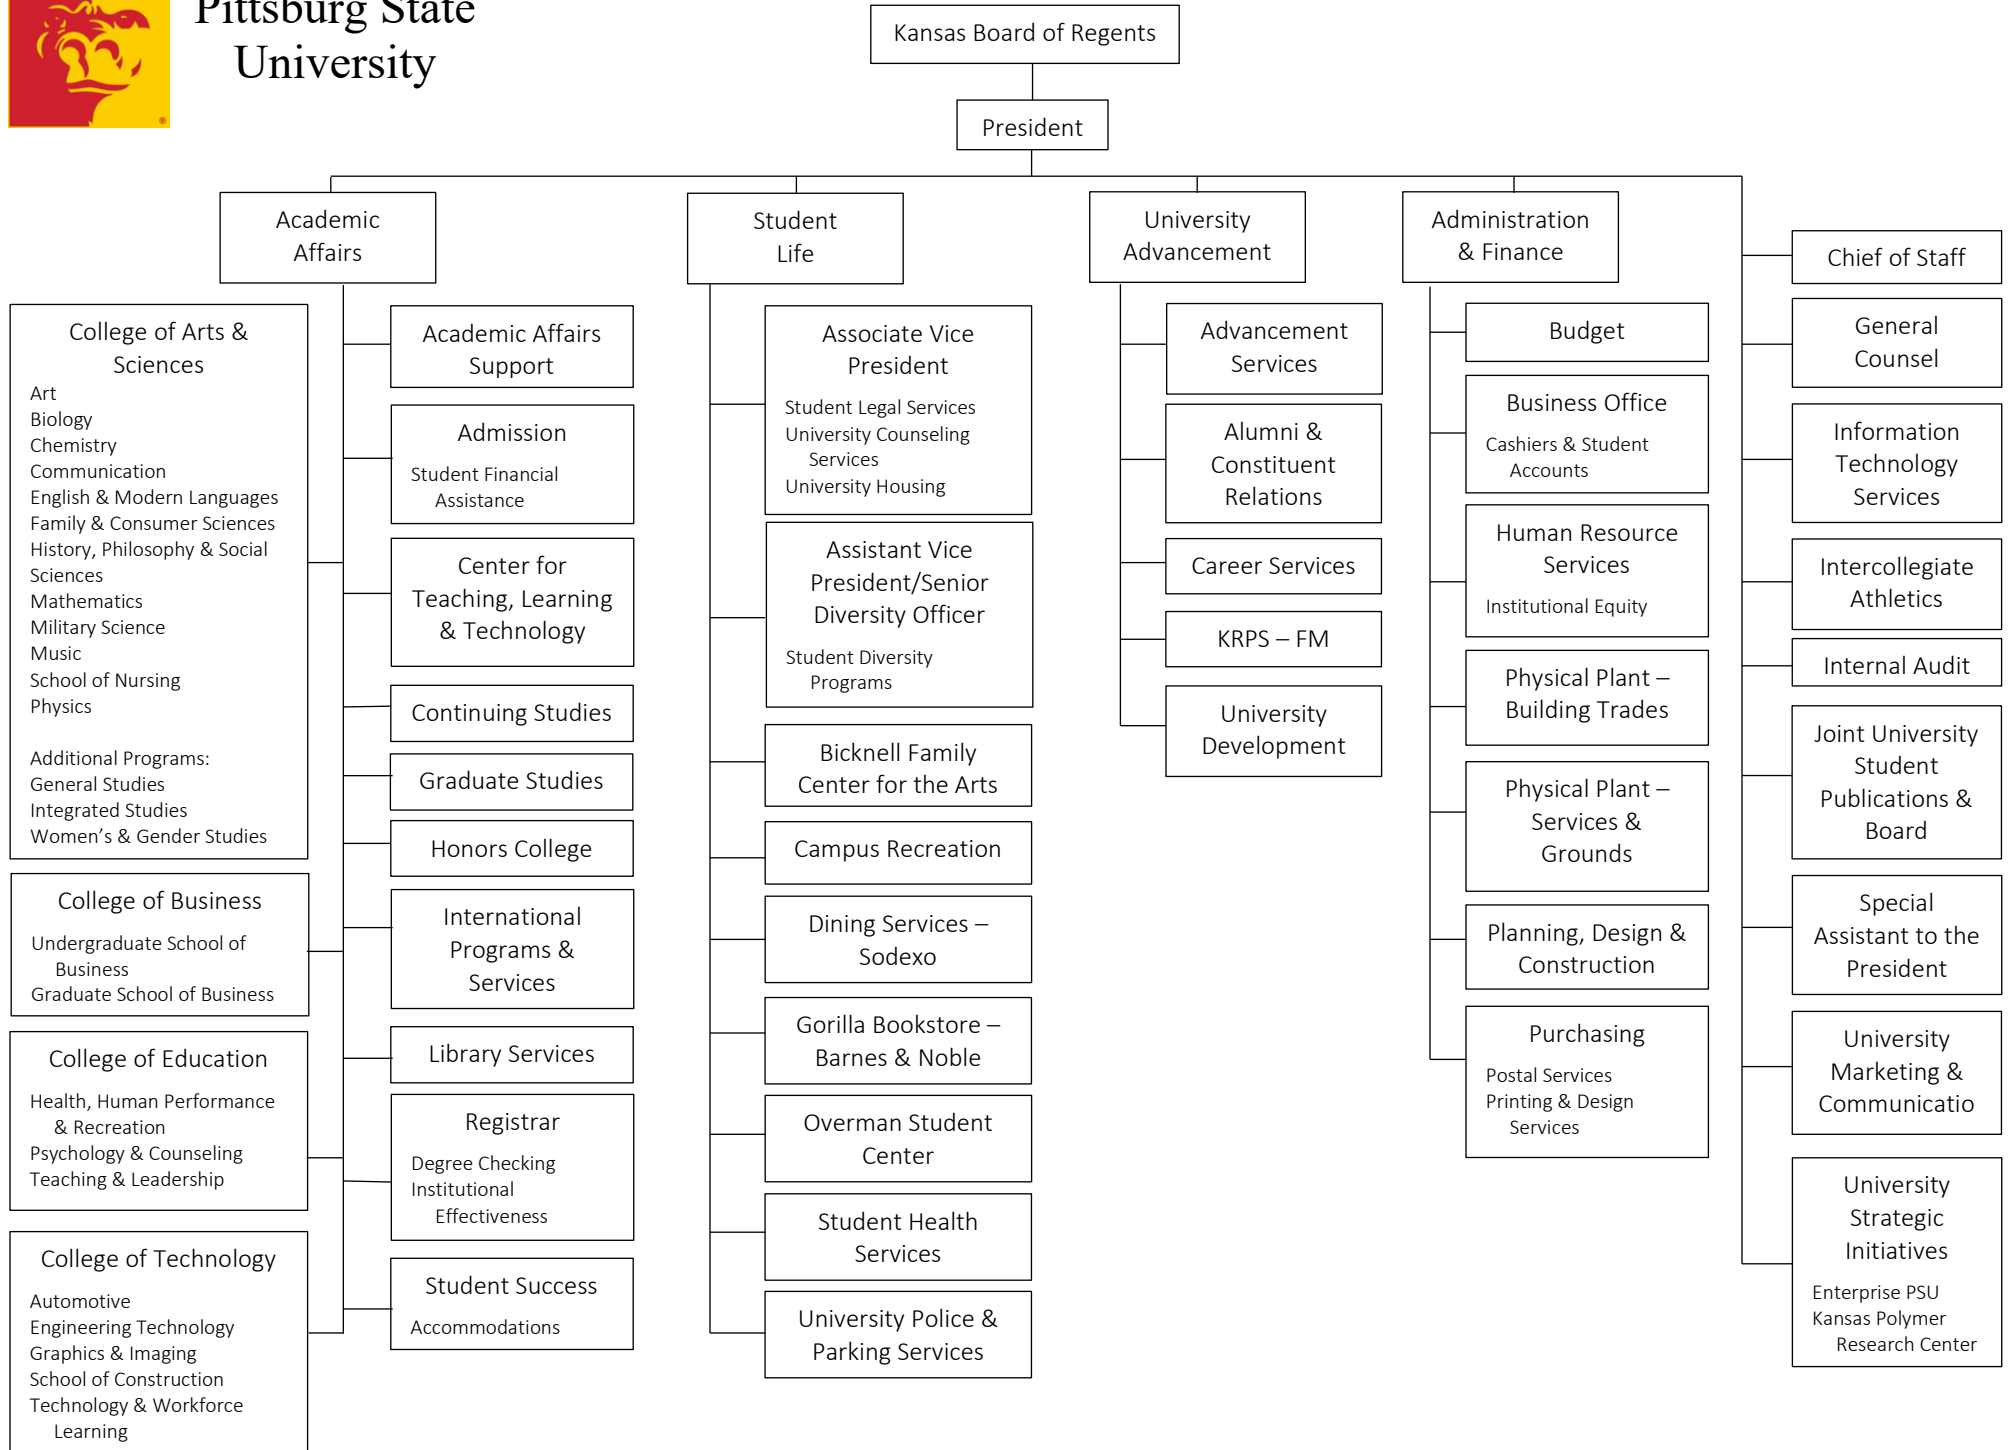 Pittsburg State
University
®
Kansas Board of Regents
President
Academic
Affairs
College of Arts &
Sciences
Art
Biology
Chemistry
Communication
English & Modern Languages
Family & Consumer Sciences
History, Philosophy & Social
Sciences
Mathematics
Military Science
Music
School of Nursing
Physics
Additional Programs:
General Studies
Integrated Studies
Women’s & Gender Studies
College of Business
Undergraduate School of
Business
Graduate School of Business
College of Education
Health, Human Performance
& Recreation
Psychology & Counseling
Teaching & Leadership
College of Technology
Automotive
Engineering Technology
Graphics & Imaging
School of Construction
Technology & Workforce
Learning
Academic Affairs
Support
Admission
Student Financial
Assistance
Center for
Teaching, Learning
& Technology
Continuing Studies
Graduate Studies
Honors College
International
Programs &
Services
Library Services
Registrar
Degree Checking
Institutional
Effectiveness
Student Success
Accommodations
Student
Life
Associate Vice
President
Student Legal Services
University Counseling
Services
University Housing
Assistant Vice
President/Senior
Diversity Officer
Student Diversity
Programs
Bicknell Family
Center for the Arts
Campus Recreation
Dining Services –
Sodexo
Gorilla Bookstore –
Barnes & Noble
Overman Student
Center
Student Health
Services
University Police &
Parking Services
University
Advancement
Advancement
Services
Alumni &
Constituent
Relations
Career Services
KRPS – FM
University
Development
Administration
& Finance
Budget
Business Office
Cashiers & Student
Accounts
Human Resource
Services
Institutional Equity
Physical Plant –
Building Trades
Physical Plant –
Services &
Grounds
Planning, Design &
Construction
Purchasing
Postal Services
Printing & Design
Services
Chief of Staff
General
Counsel
Information
Technology
Services
Intercollegiate
Athletics
Internal Audit
Joint University
Student
Publications &
Board
Special
Assistant to the
President
University
Marketing &
Communicatio
University
Strategic
Initiatives
Enterprise PSU
Kansas Polymer
Research Center